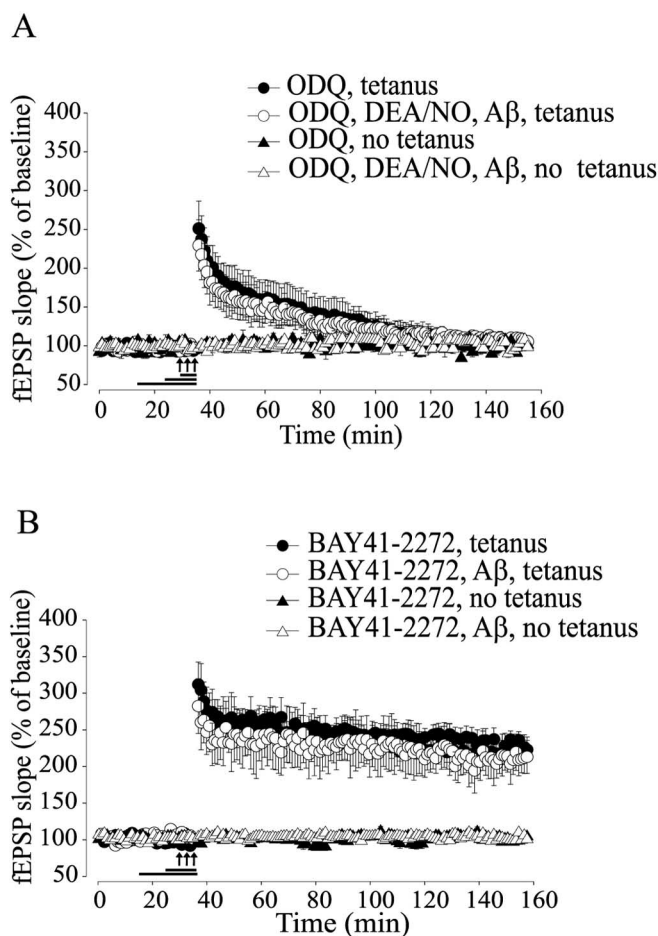 A
ODQ, tetanus
ODQ, DEA/NO, Aβ, tetanus
ODQ, no tetanus
ODQ, DEA/NO, Aβ, no tetanus
fEPSP slope (% of baseline)
400
350
300
250
200
150
100
50
0 20 40 60 80 100 120 140 160
Time (min)
B
BAY41-2272, tetanus
BAY41-2272, Aβ, tetanus
BAY41-2272, no tetanus
BAY41-2272, Aβ, no tetanus
fEPSP slope (% of baseline)
400
350
300
250
200
150
100
50
0 20 40 60 80 100 120 140 160
Time (min)